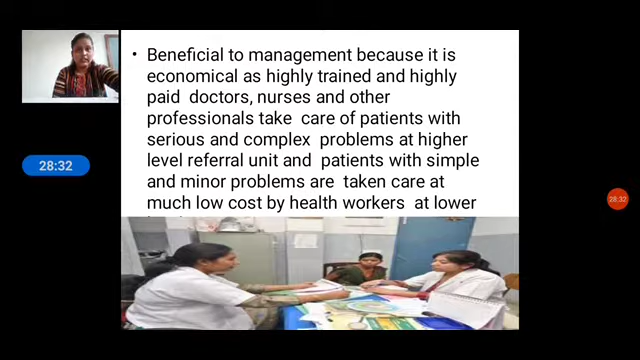 • Beneficial to management because it is
economical as highly trained and highly
paid doctors, nurses and other
professionals take care of patients with
serious and complex problems at higher
level referral unit and patients with simple
and minor problems are taken care at
much low cost by health workers at lower
28:32
28:32